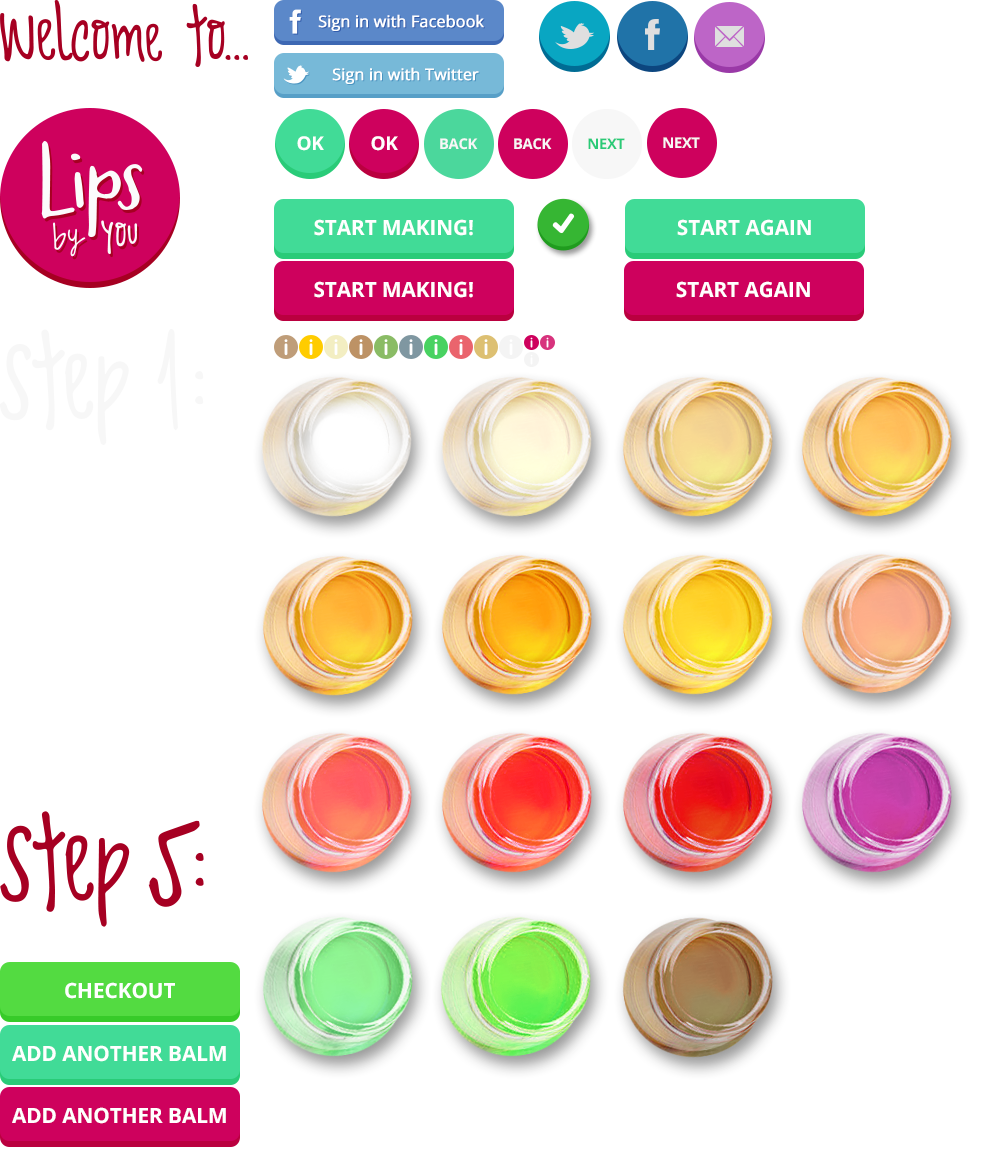 Welcome to...
f Sign in with Facebook
Sign in with Twitter
f
Lips
by YOU
OK OK BACK BACK NEXT NEXT
START MAKING!
START AGAIN
START MAKING!
START AGAIN
Step 1:
i i i i i i i i i i i i
i
Step 5:
CHECKOUT
ADD ANOTHER BALM
ADD ANOTHER BALM